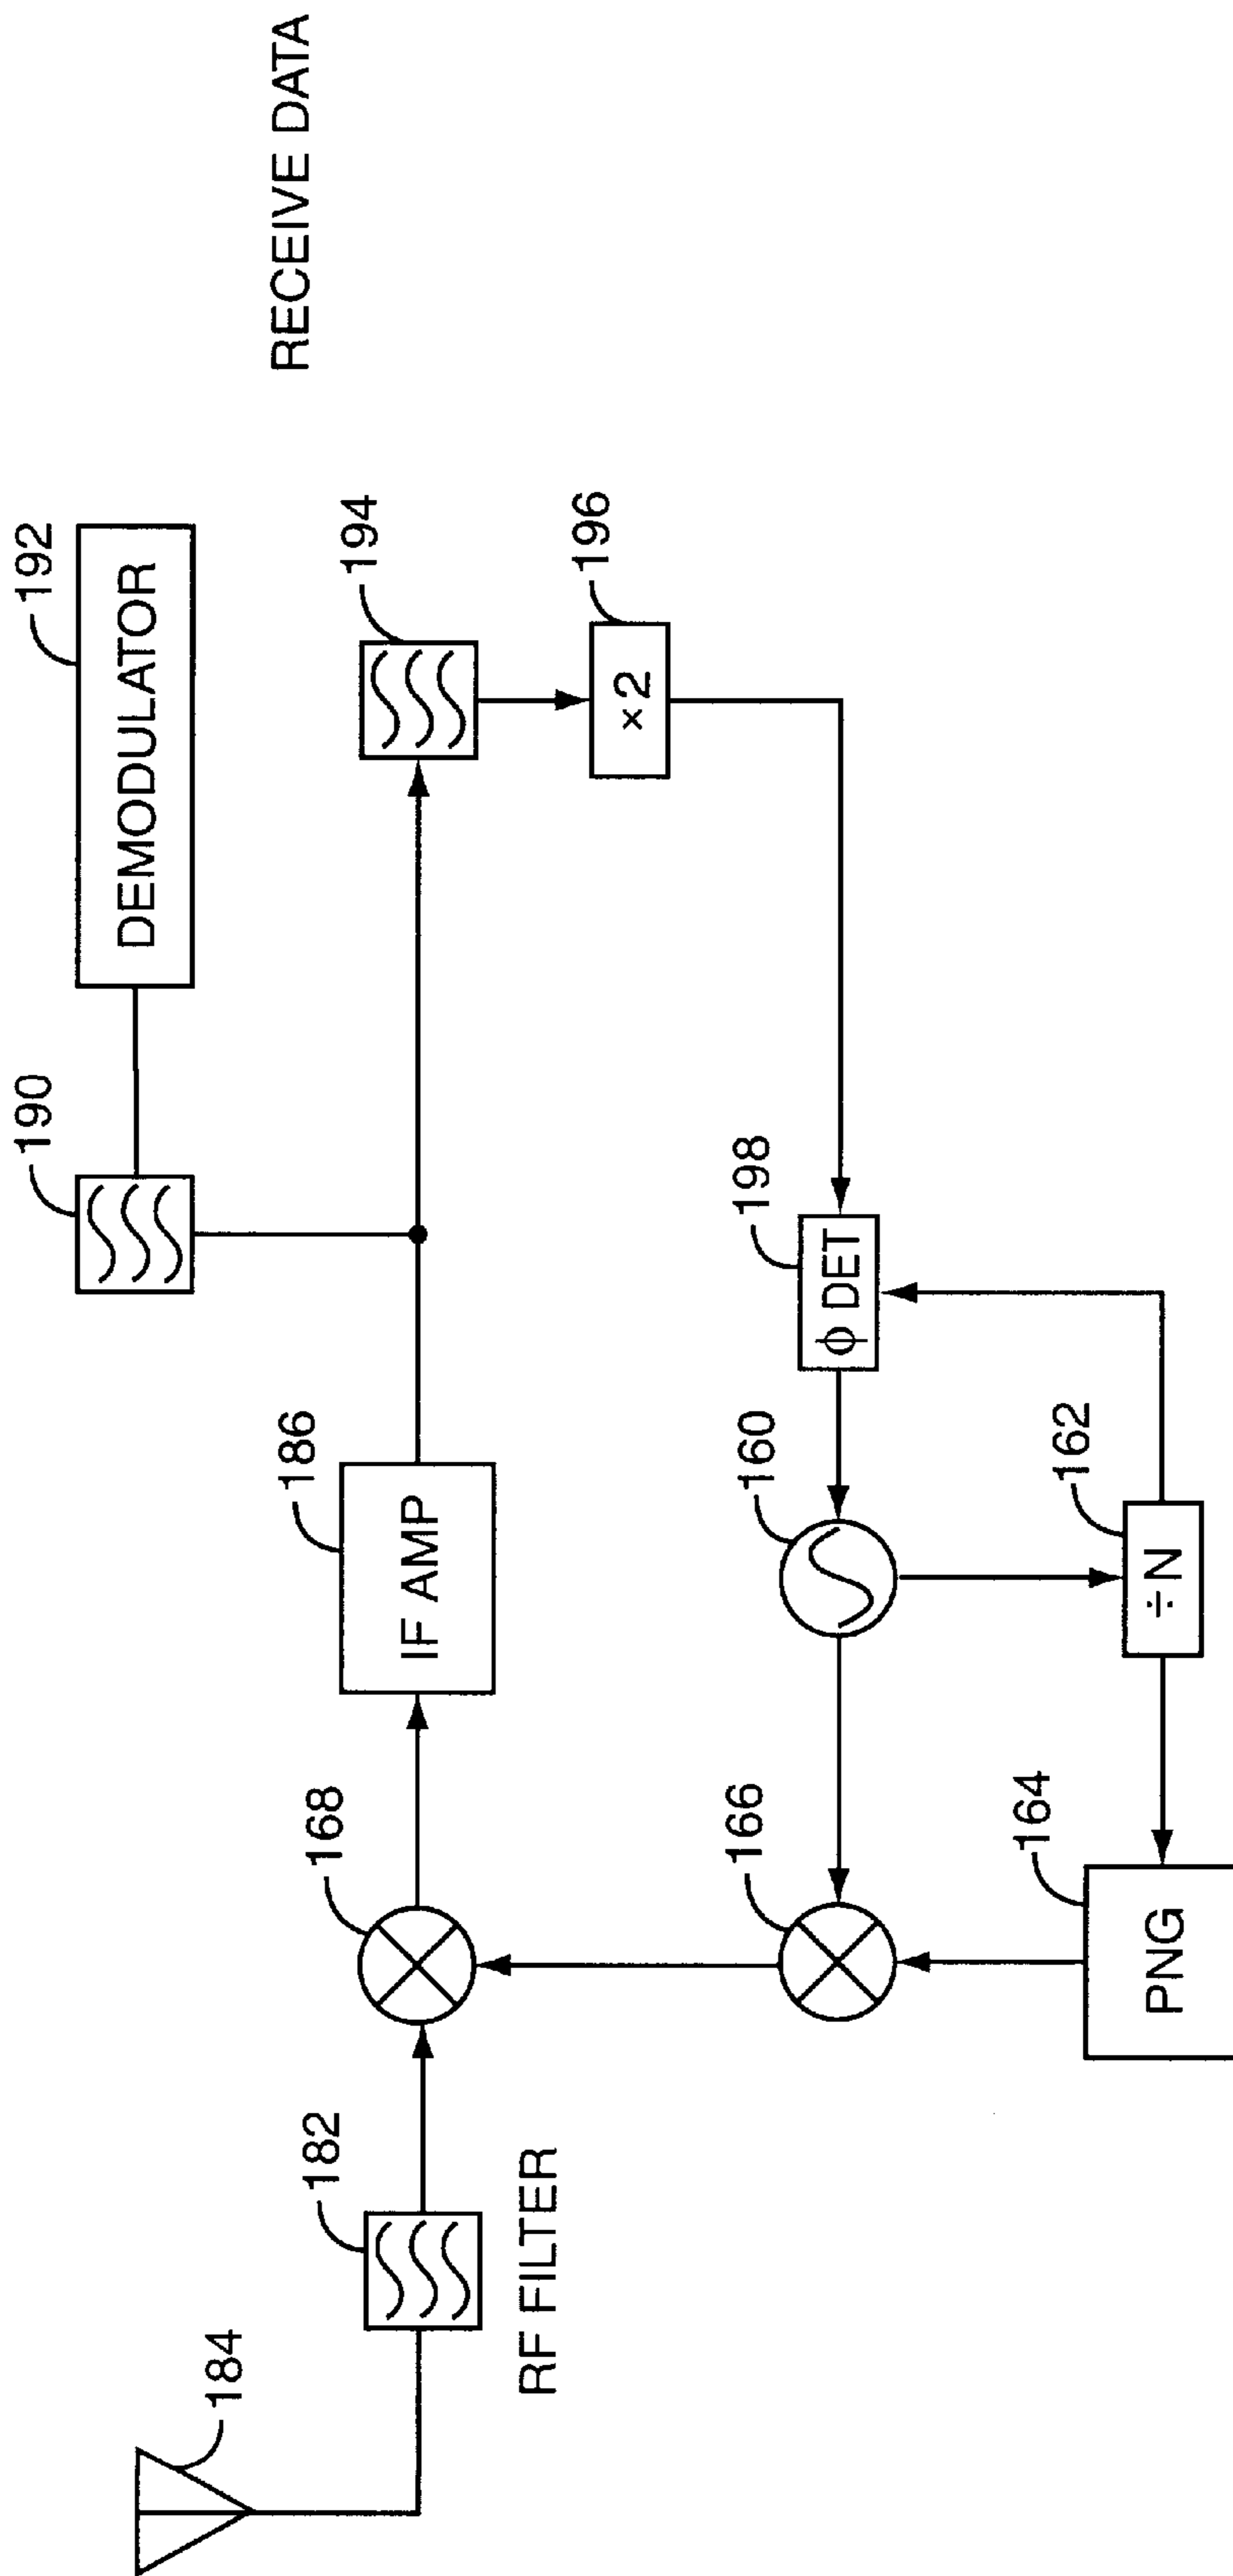 190
192
DEMODULATOR
RECEIVE DATA
184
182
RF FILTER
168
186
IF AMP
194
196
×2
166
160
198
ϕ DET
164
PNG
162
÷N